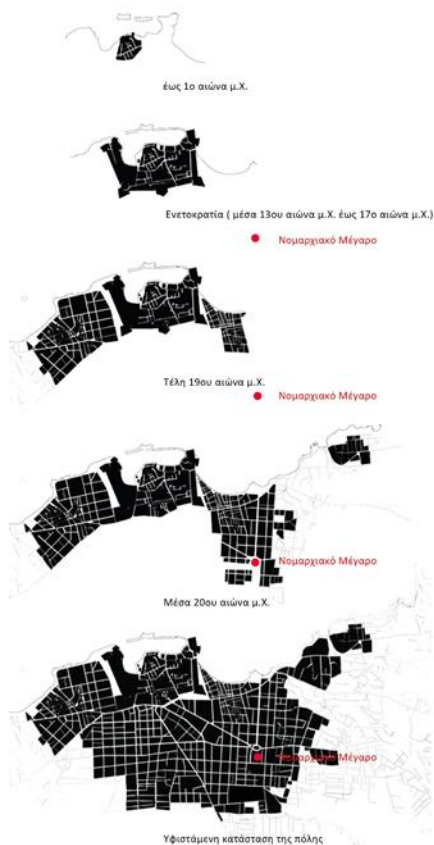 έως 1ο αιώνα μ.Χ.
Ενετοκρατία ( μέσα 13ου αιώνα μ.Χ. έως 17ο αιώνα μ.Χ.)
Νομαρχιακό Μέγαρο
Τέλη 19ου αιώνα μ.Χ.
Νομαρχιακό Μέγαρο
Νομαρχιακό Μέγαρο
Μέσα 20ου αιώνα μ.Χ.
Νομαρχιακό Μέγαρο
Υφιστάμενη κατάσταση της πόλης